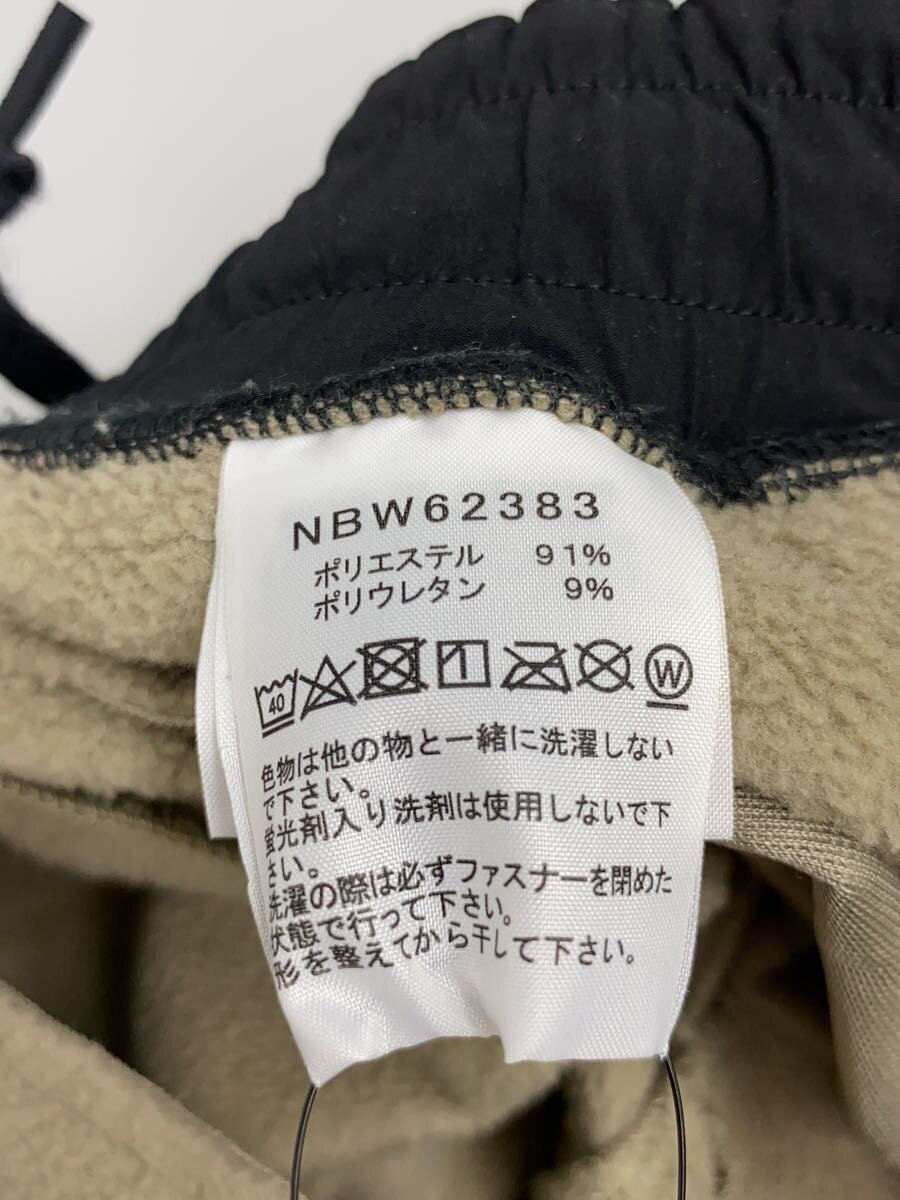 NBW62383
ポリエステル 91%
ポリウレタン 9%
40 W
色物は他の物と一緒に洗濯しない
で下さい。
蛍光剤入り洗剤は使用しないで下
さい。
洗濯の際は必ずファスナーを閉めた
状態で行って下さい。
形を整えてから干して下さい。